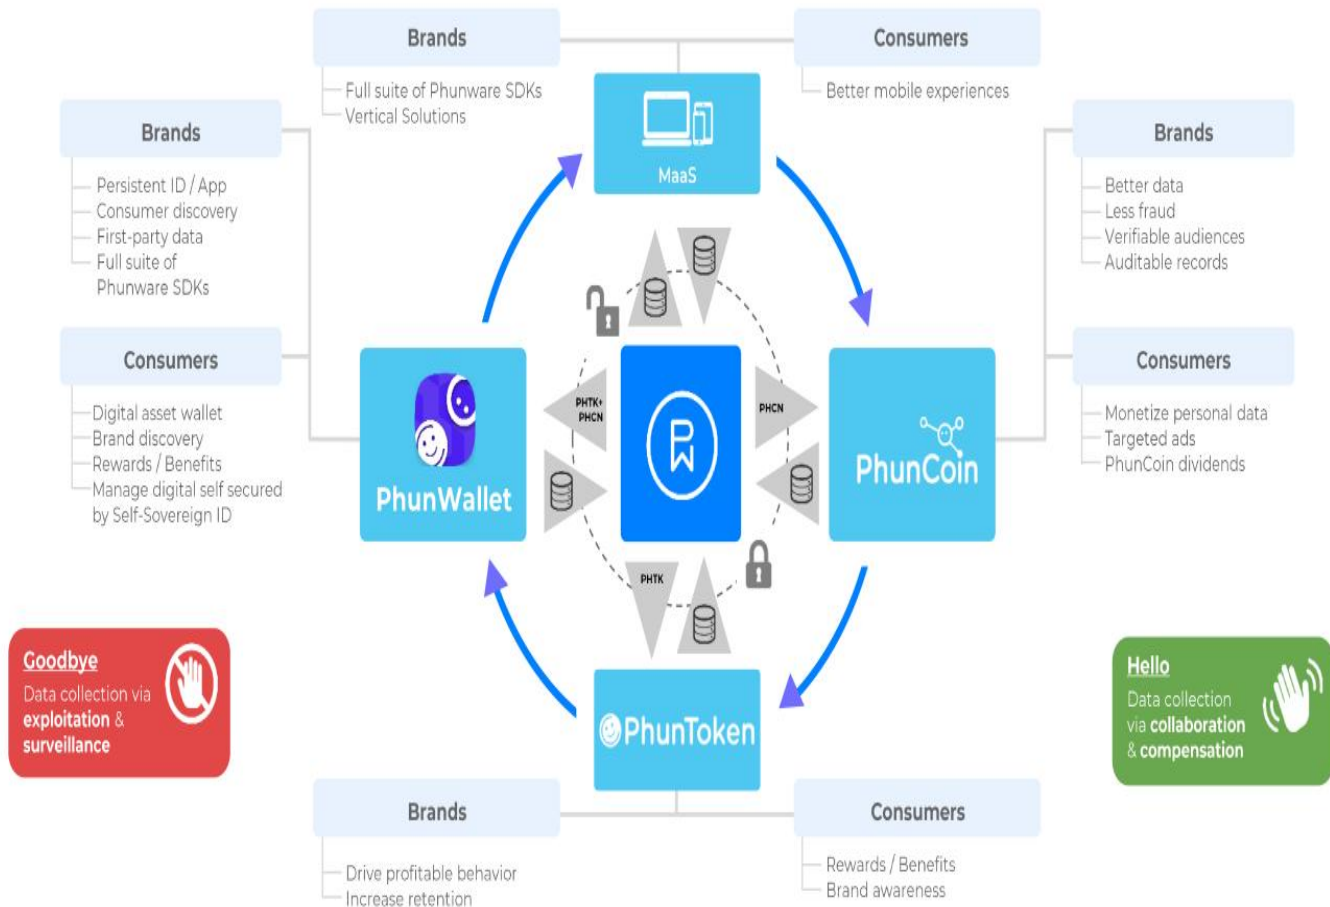 Brands
Full suite of Phunware SDKs
Vertical Solutions
Consumers
Better mobile experiences
MaaS
Brands
Persistent ID / App
Consumer discovery
First-party data
Full suite of
Phunware SDKs
Consumers
Digital asset wallet
Brand discovery
Rewards / Benefits
Manage digital self secured
by Self-Sovereign ID
Brands
Better data
Less fraud
Verifiable audiences
Auditable records
Consumers
Monetize personal data
Targeted ads
PhunCoin dividends
PhunWallet
PHTK+
PHCN
PW
PHCN
PhunCoin
PHTK
PhunToken
Goodbye
Data collection via
exploitation &
surveillance
Hello
Data collection
via collaboration
& compensation
Brands
Drive profitable behavior
Increase retention
Consumers
Rewards / Benefits
Brand awareness